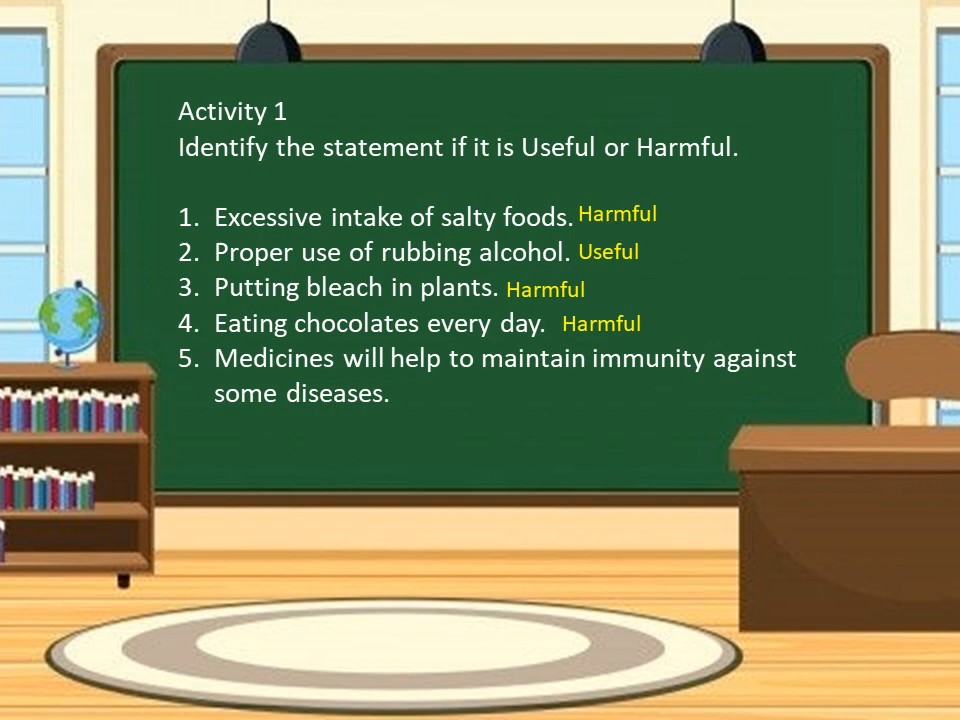 Activity 1
Identify the statement if it is Useful or Harmful.
1. Excessive intake of salty foods. Harmful
2. Proper use of rubbing alcohol. Useful
3. Putting bleach in plants. Harmful
4. Eating chocolates every day. Harmful
5. Medicines will help to maintain immunity against
some diseases.